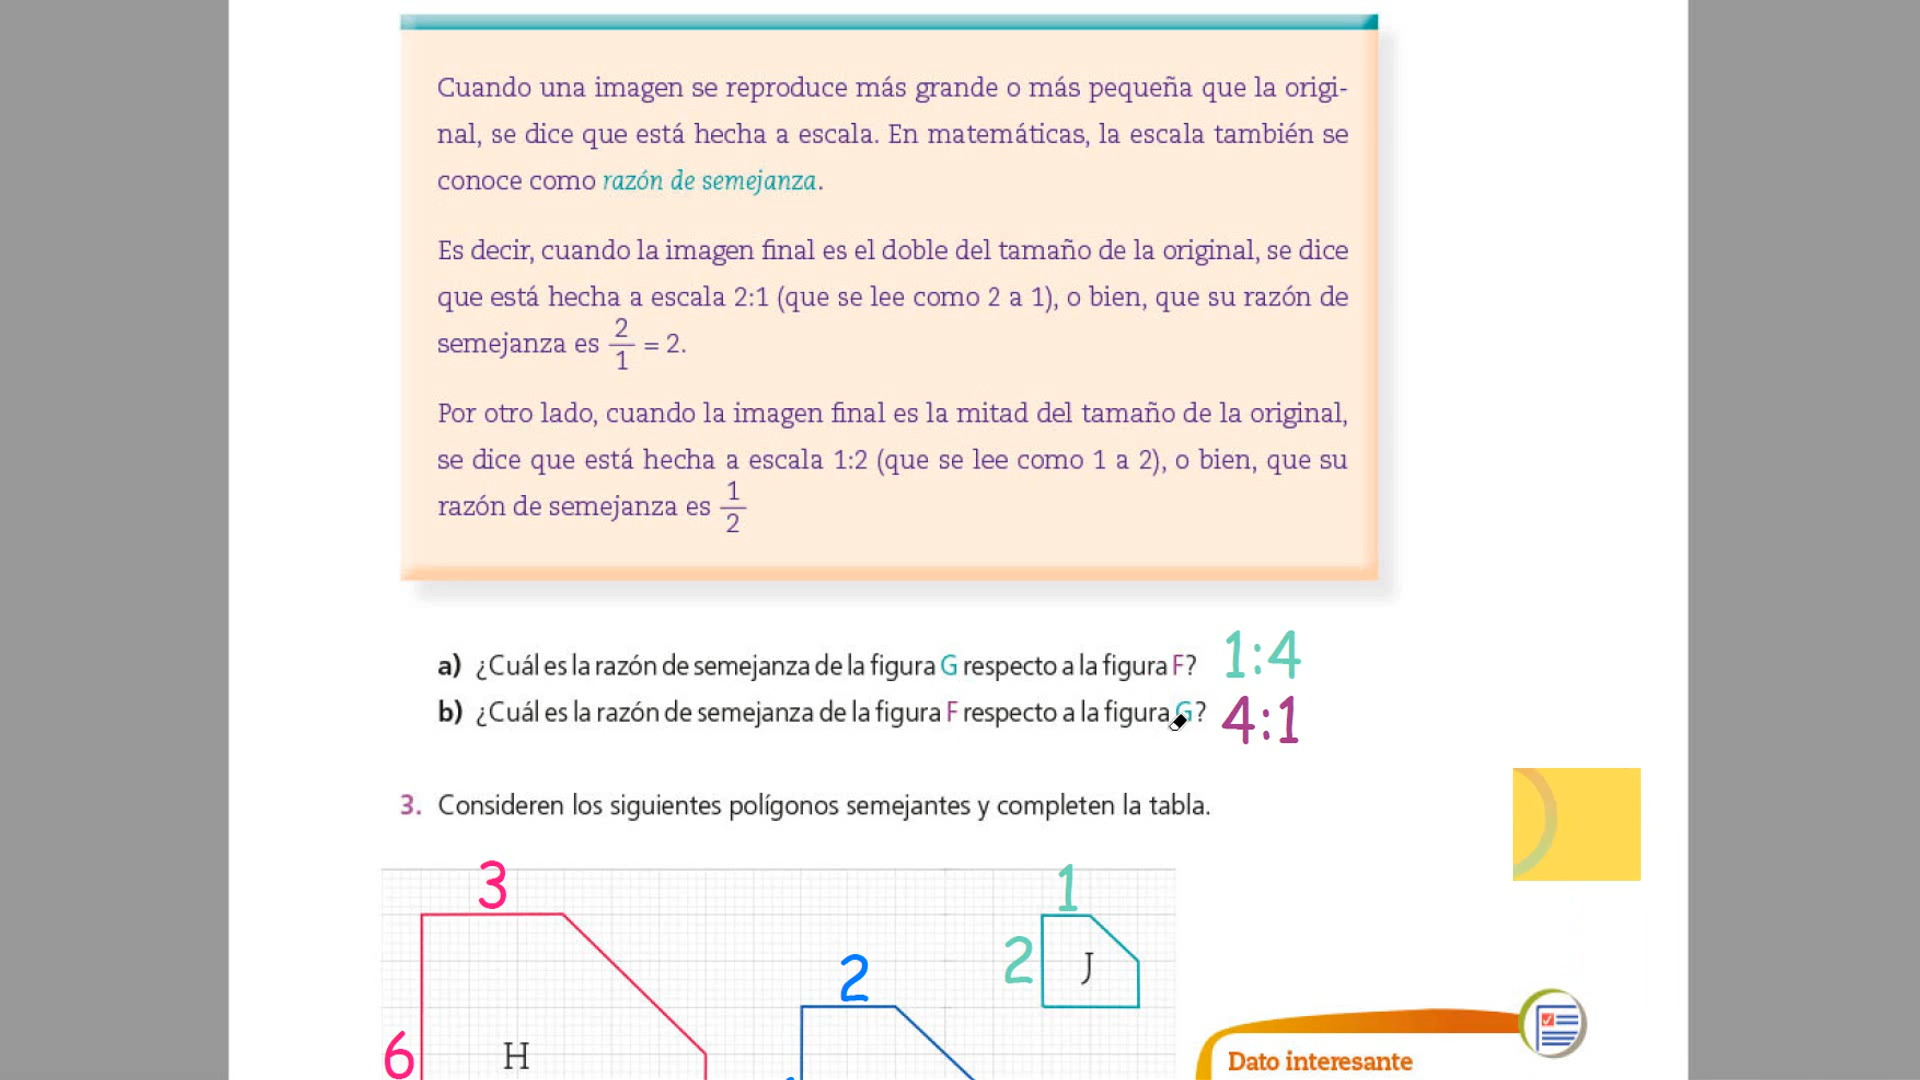 Cuando una imagen se reproduce más grande o más pequeña que la origi-
nal, se dice que está hecha a escala. En matemáticas, la escala también se
conoce como razón de semejanza.
Es decir, cuando la imagen final es el doble del tamaño de la original, se dice
que está hecha a escala 2:1 (que se lee como 2 a 1), o bien, que su razón de
semejanza es 2/1 = 2.
Por otro lado, cuando la imagen final es la mitad del tamaño de la original,
se dice que está hecha a escala 1:2 (que se lee como 1 a 2), o bien, que su
razón de semejanza es 1/2
a) ¿Cuál es la razón de semejanza de la figura G respecto a la figura F? 1:4
b) ¿Cuál es la razón de semejanza de la figura F respecto a la figura G? 4:1
3. Consideren los siguientes polígonos semejantes y completen la tabla.
3
1
2
J
2
6
H
Dato interesante